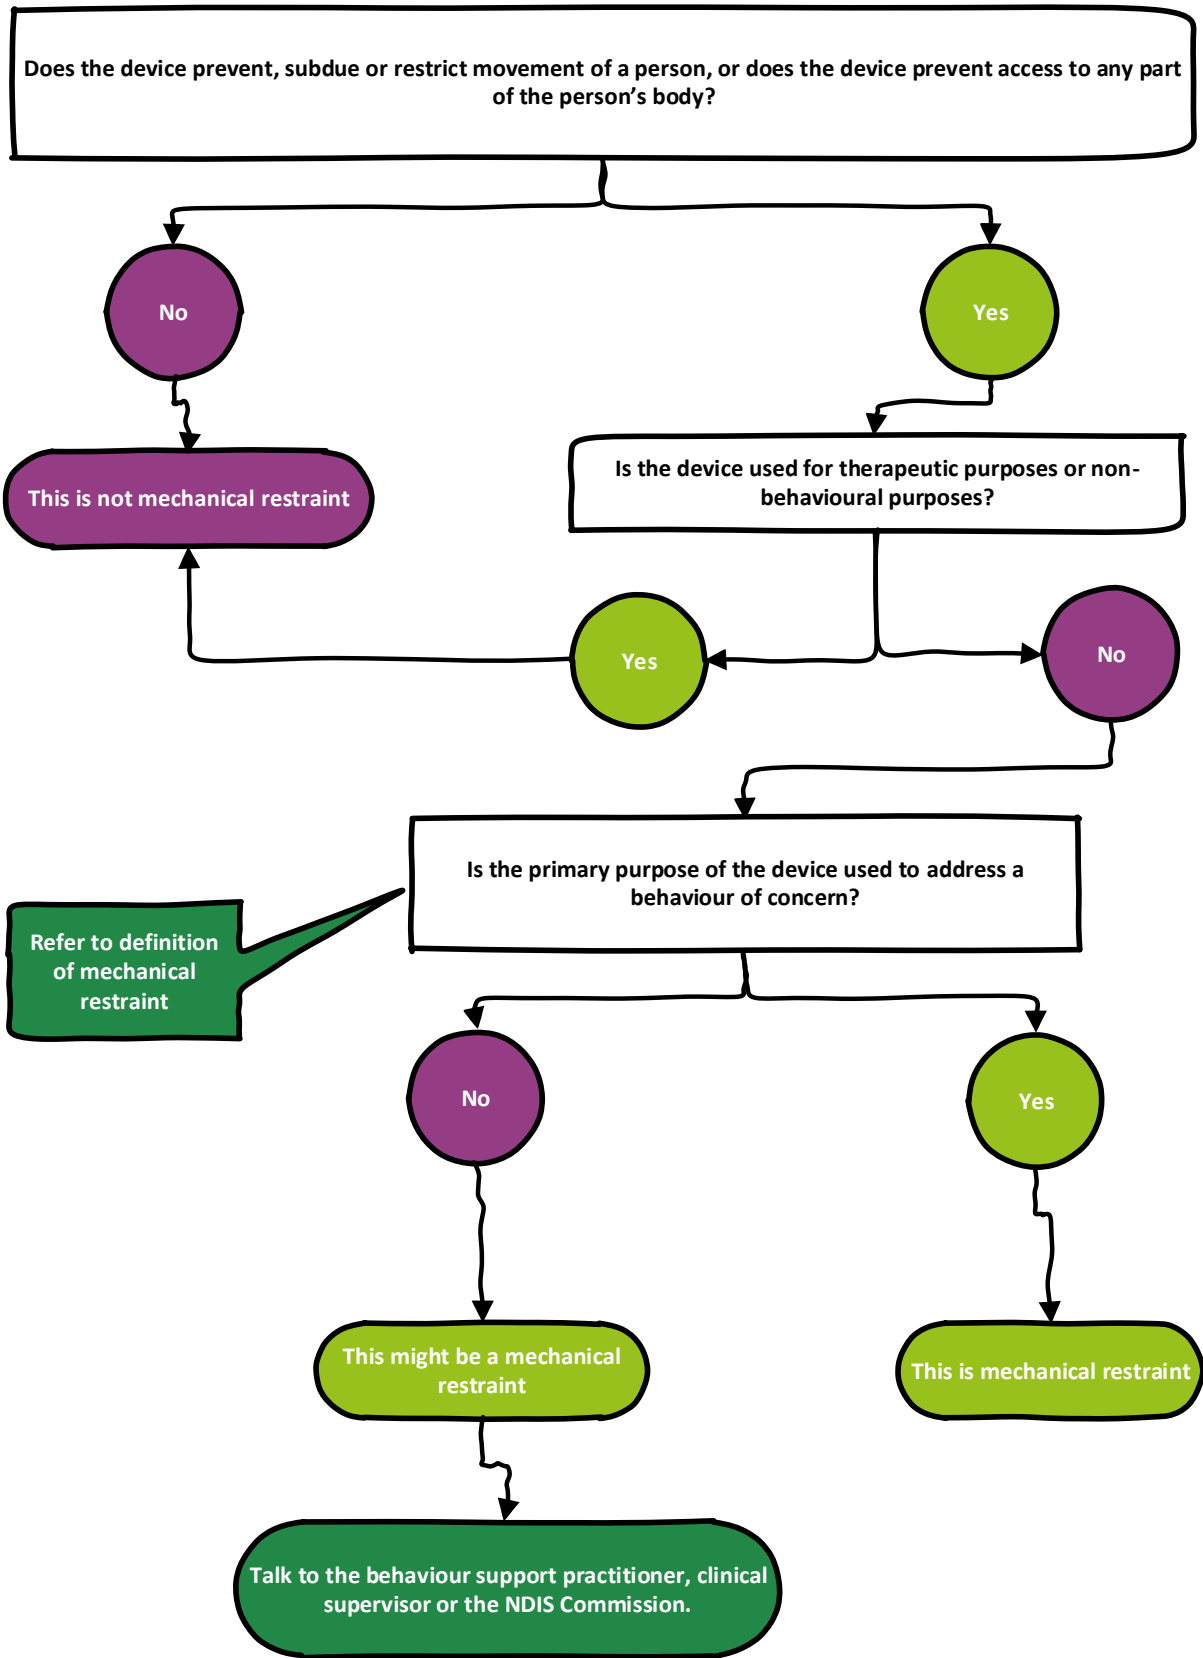 Does the device prevent, subdue or restrict movement of a person, or does the device prevent access to any part
of the person’s body?
No
Yes
This is not mechanical restraint
Is the device used for therapeutic purposes or non-
behavioural purposes?
Yes
No
Is the primary purpose of the device used to address a
behaviour of concern?
Refer to definition
of mechanical
restraint
No
Yes
This might be a mechanical
restraint
This is mechanical restraint
Talk to the behaviour support practitioner, clinical
supervisor or the NDIS Commission.